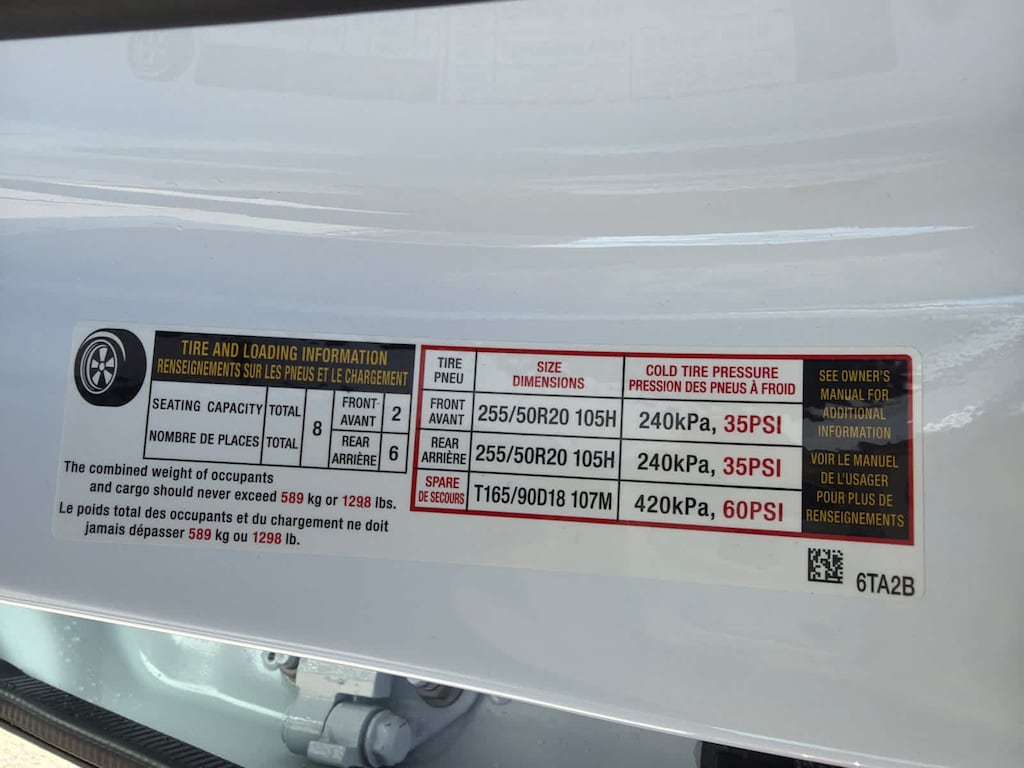 TIRE AND LOADING INFORMATION
RENSEIGNEMENTS SUR LES PNEUS ET LE CHARGEMENT
SEATING CAPACITY TOTAL
NOMBRE DE PLACES TOTAL
8
FRONT
AVANT
2
REAR
ARRIÈRE
6
The combined weight of occupants
and cargo should never exceed 589 kg or 1298 lbs.
Le poids total des occupants et du chargement ne doit
jamais dépasser 589 kg ou 1298 lb.
TIRE
PNEU
SIZE
DIMENSIONS
COLD TIRE PRESSURE
PRESSION DES PNEUS À FROID
FRONT
AVANT
255/50R20 105H
240kPa, 35PSI
REAR
ARRIÈRE
255/50R20 105H
240kPa, 35PSI
SPARE
DE SECOURS
T165/90D18 107M
420kPa, 60PSI
SEE OWNER'S
MANUAL FOR
ADDITIONAL
INFORMATION
VOIR LE MANUEL
DE L'USAGER
POUR PLUS DE
RENSEIGNEMENTS
6TA2B